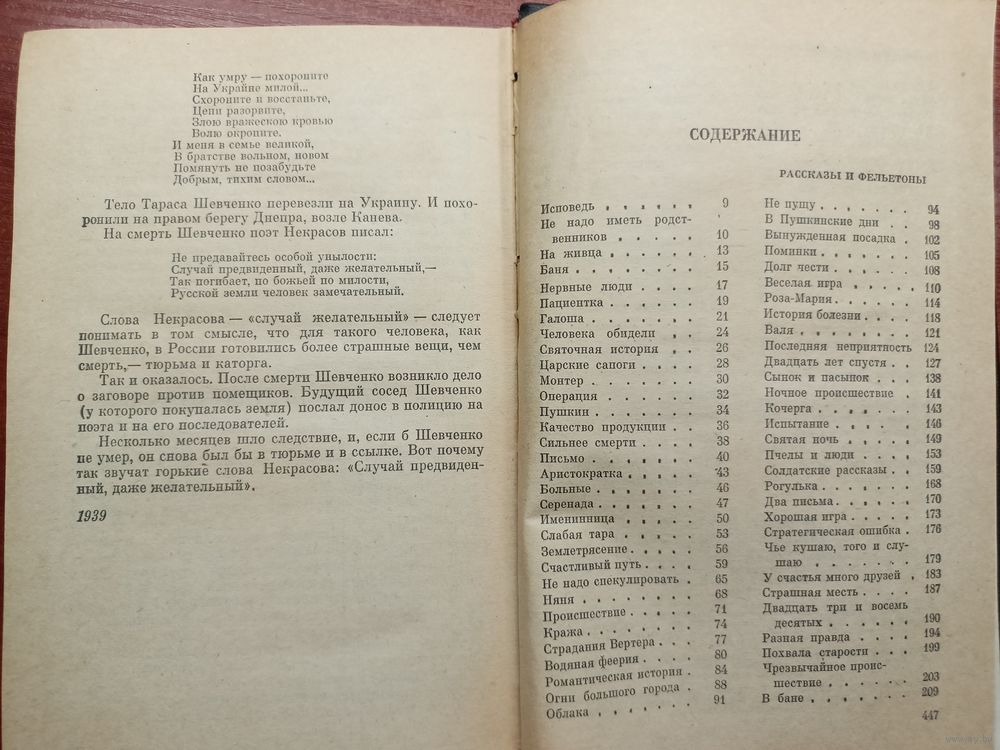 Как умру — похороните
На Украйне милой...
Схороните и восстаньте,
Цепи разорвите,
Злою вражескою кровью
Волю окропите.
И меня в семье великой,
В братстве вольном, новом
Помянуть не позабудьте
Добрым, тихим словом...
Тело Тараса Шевченко перевезли на Украину. И похо-
ронили на правом берегу Днепра, возле Канева.
На смерть Шевченко поэт Некрасов писал:
Не предавайтесь особой унылости:
Случай предвиденный, даже желательный,—
Так погибает, по божьей по милости,
Русской земли человек замечательный.
Слова Некрасова — «случай желательный» — следует
понимать в том смысле, что для такого человека, как
Шевченко, в России готовились более страшные вещи, чем
смерть,— тюрьма и каторга.
Так и оказалось. После смерти Шевченко возникло дело
о заговоре против помещиков. Будущий сосед Шевченко
(у которого покупалась земля) послал донос в полицию на
поэта и на его последователей.
Несколько месяцев шло следствие, и, если б Шевченко
не умер, он снова был бы в тюрьме и в ссылке. Вот почему
так звучат горькие слова Некрасова: «Случай предвиден-
ный, даже желательный».
1939
СОДЕРЖАНИЕ
РАССКАЗЫ И ФЕЛЬЕТОНЫ
Исповедь . . . . . . 9
Не надо иметь родст-
венников . . . . . 10
На живца . . . . . . 13
Баня . . . . . . . . 15
Нервные люди . . . . 17
Пациентка . . . . . 19
Галоша . . . . . . . 21
Человека обидели . . 24
Святочная история . . 26
Царские сапоги . . . 28
Монтер . . . . . . . 30
Операция . . . . . . 32
Пушкин . . . . . . . 34
Качество продукции . . 36
Сильнее смерти . . . 38
Письмо . . . . . . . 40
Аристократка . . . . . 43
Больные . . . . . . . 46
Серенада . . . . . . . 47
Именинница . . . . . 50
Слабая тара . . . . . 53
Землетрясение . . . . . 56
Счастливый путь . . . . 59
Не надо спекулировать . 65
Няня . . . . . . . . 68
Происшествие . . . . . 71
Кража . . . . . . . . 74
Страдания Вертера . . . 77
Водяная феерия . . . . 80
Романтическая история . 84
Огни большого города . 88
Облака . . . . . . . 91
Не пущу . . . . . . . 94
В Пушкинские дни . . 98
Вынужденная посадка . 102
Поминки . . . . . . . 105
Долг чести . . . . . . 108
Веселая игра . . . . . 110
Роза-Мария . . . . . . 114
История болезни . . . . 118
Валя . . . . . . . . 121
Последняя неприятность 124
Двадцать лет спустя . . 127
Сынок и пасынок . . . 138
Ночное происшествие . 141
Кочерга . . . . . . . 143
Испытание . . . . . . 146
Святая ночь . . . . . 149
Пчелы и люди . . . . 153
Солдатские рассказы . . 159
Рогулька . . . . . . . 168
Два письма . . . . . . 170
Хорошая игра . . . . . 173
Стратегическая ошибка . 176
Чье кушаю, того и слу-
шаю . . . . . . . 179
У счастья много друзей . 183
Страшная месть . . . . 187
Двадцать три и восемь
десятых . . . . . . 190
Разная правда . . . . 194
Похвала старости . . . 199
Чрезвычайное проис-
шествие . . . . . . 203
В бане . . . . . . . . 209
447